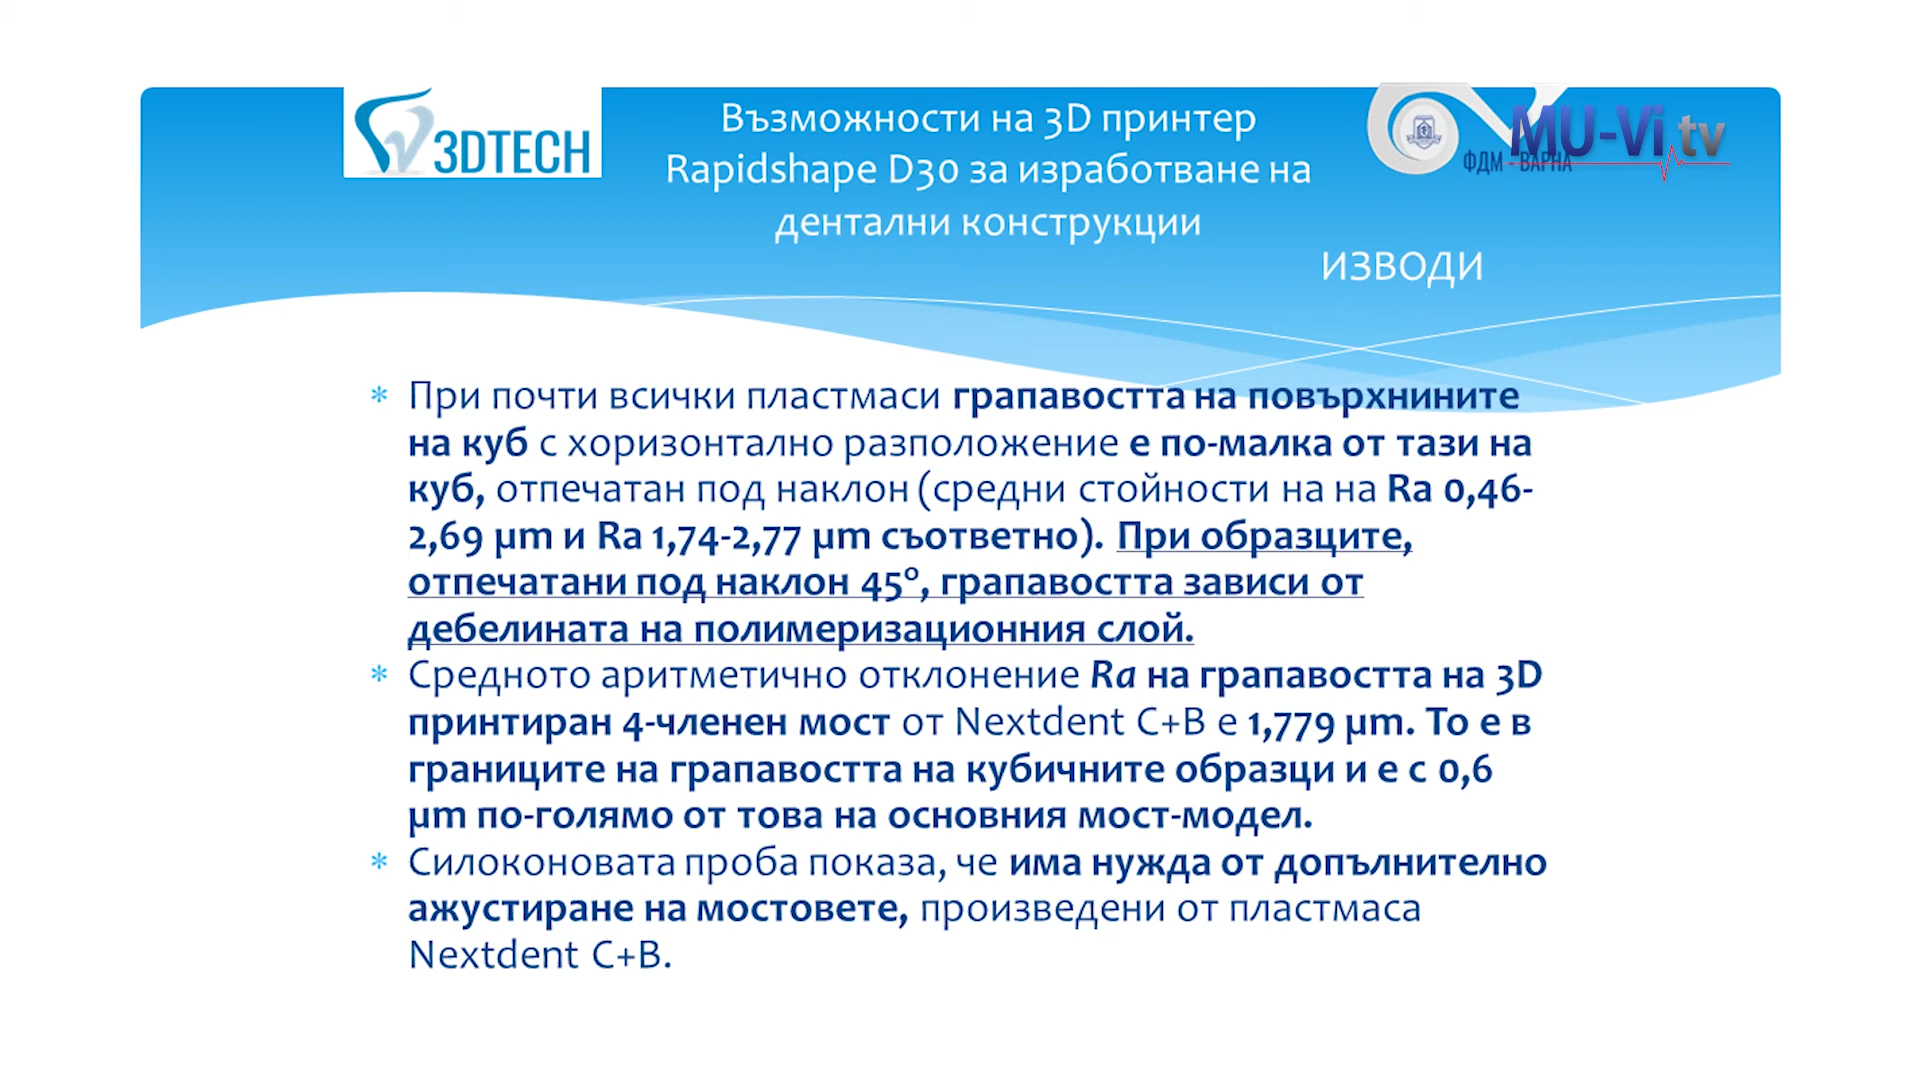 3DTECH
Възможности на 3D принтер
Rapidshape D30 за изработване на
дентални конструкции
MU-Vi.tv
ФДМ - ВАРНА
ИЗВОДИ
* При почти всички пластмаси грапавостта на повърхнините
на куб с хоризонтално разположение е по-малка от тази на
куб, отпечатан под наклон (средни стойности на на Ra 0,46-
2,69 µm и Ra 1,74-2,77 µm съответно). При образците,
отпечатани под наклон 45°, грапавостта зависи от
дебелината на полимеризационния слой.
* Средното аритметично отклонение Ra на грапавостта на 3D
принтиран 4-членен мост от Nextdent C+B е 1,779 µm. То е в
границите на грапавостта на кубичните образци и е с 0,6
µm по-голямо от това на основния мост-модел.
* Силоконовата проба показа, че има нужда от допълнително
ажустиране на мостовете, произведени от пластмаса
Nextdent C+B.